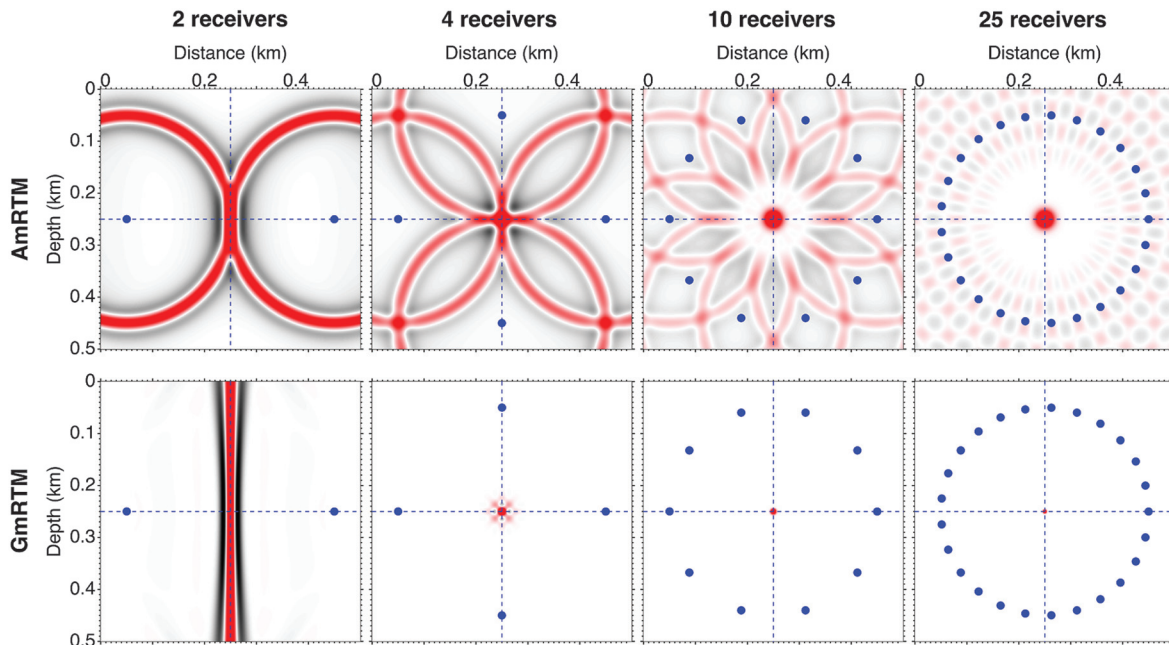 2 receivers 4 receivers 10 receivers 25 receivers
Distance (km) Distance (km) Distance (km) Distance (km)
0 0.2 0.4 0 0.2 0.4 0 0.2 0.4 0 0.2 0.4
AmRTM
Depth (km)
0
0.1
0.2
0.3
0.4
0.5
GmRTM
Depth (km)
0
0.1
0.2
0.3
0.4
0.5